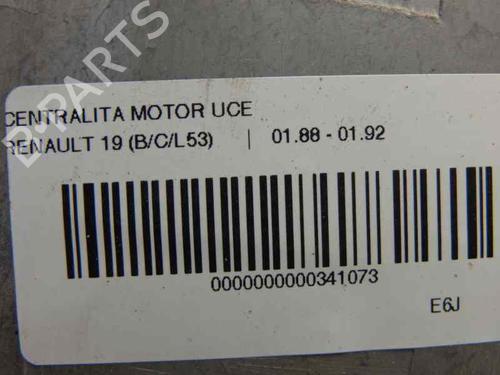 CENTRALITA MOTOR UCE
RENAULT 19 (B/C/L53) | 01.88 - 01.92
0000000000341073
E6J
B-PARTS